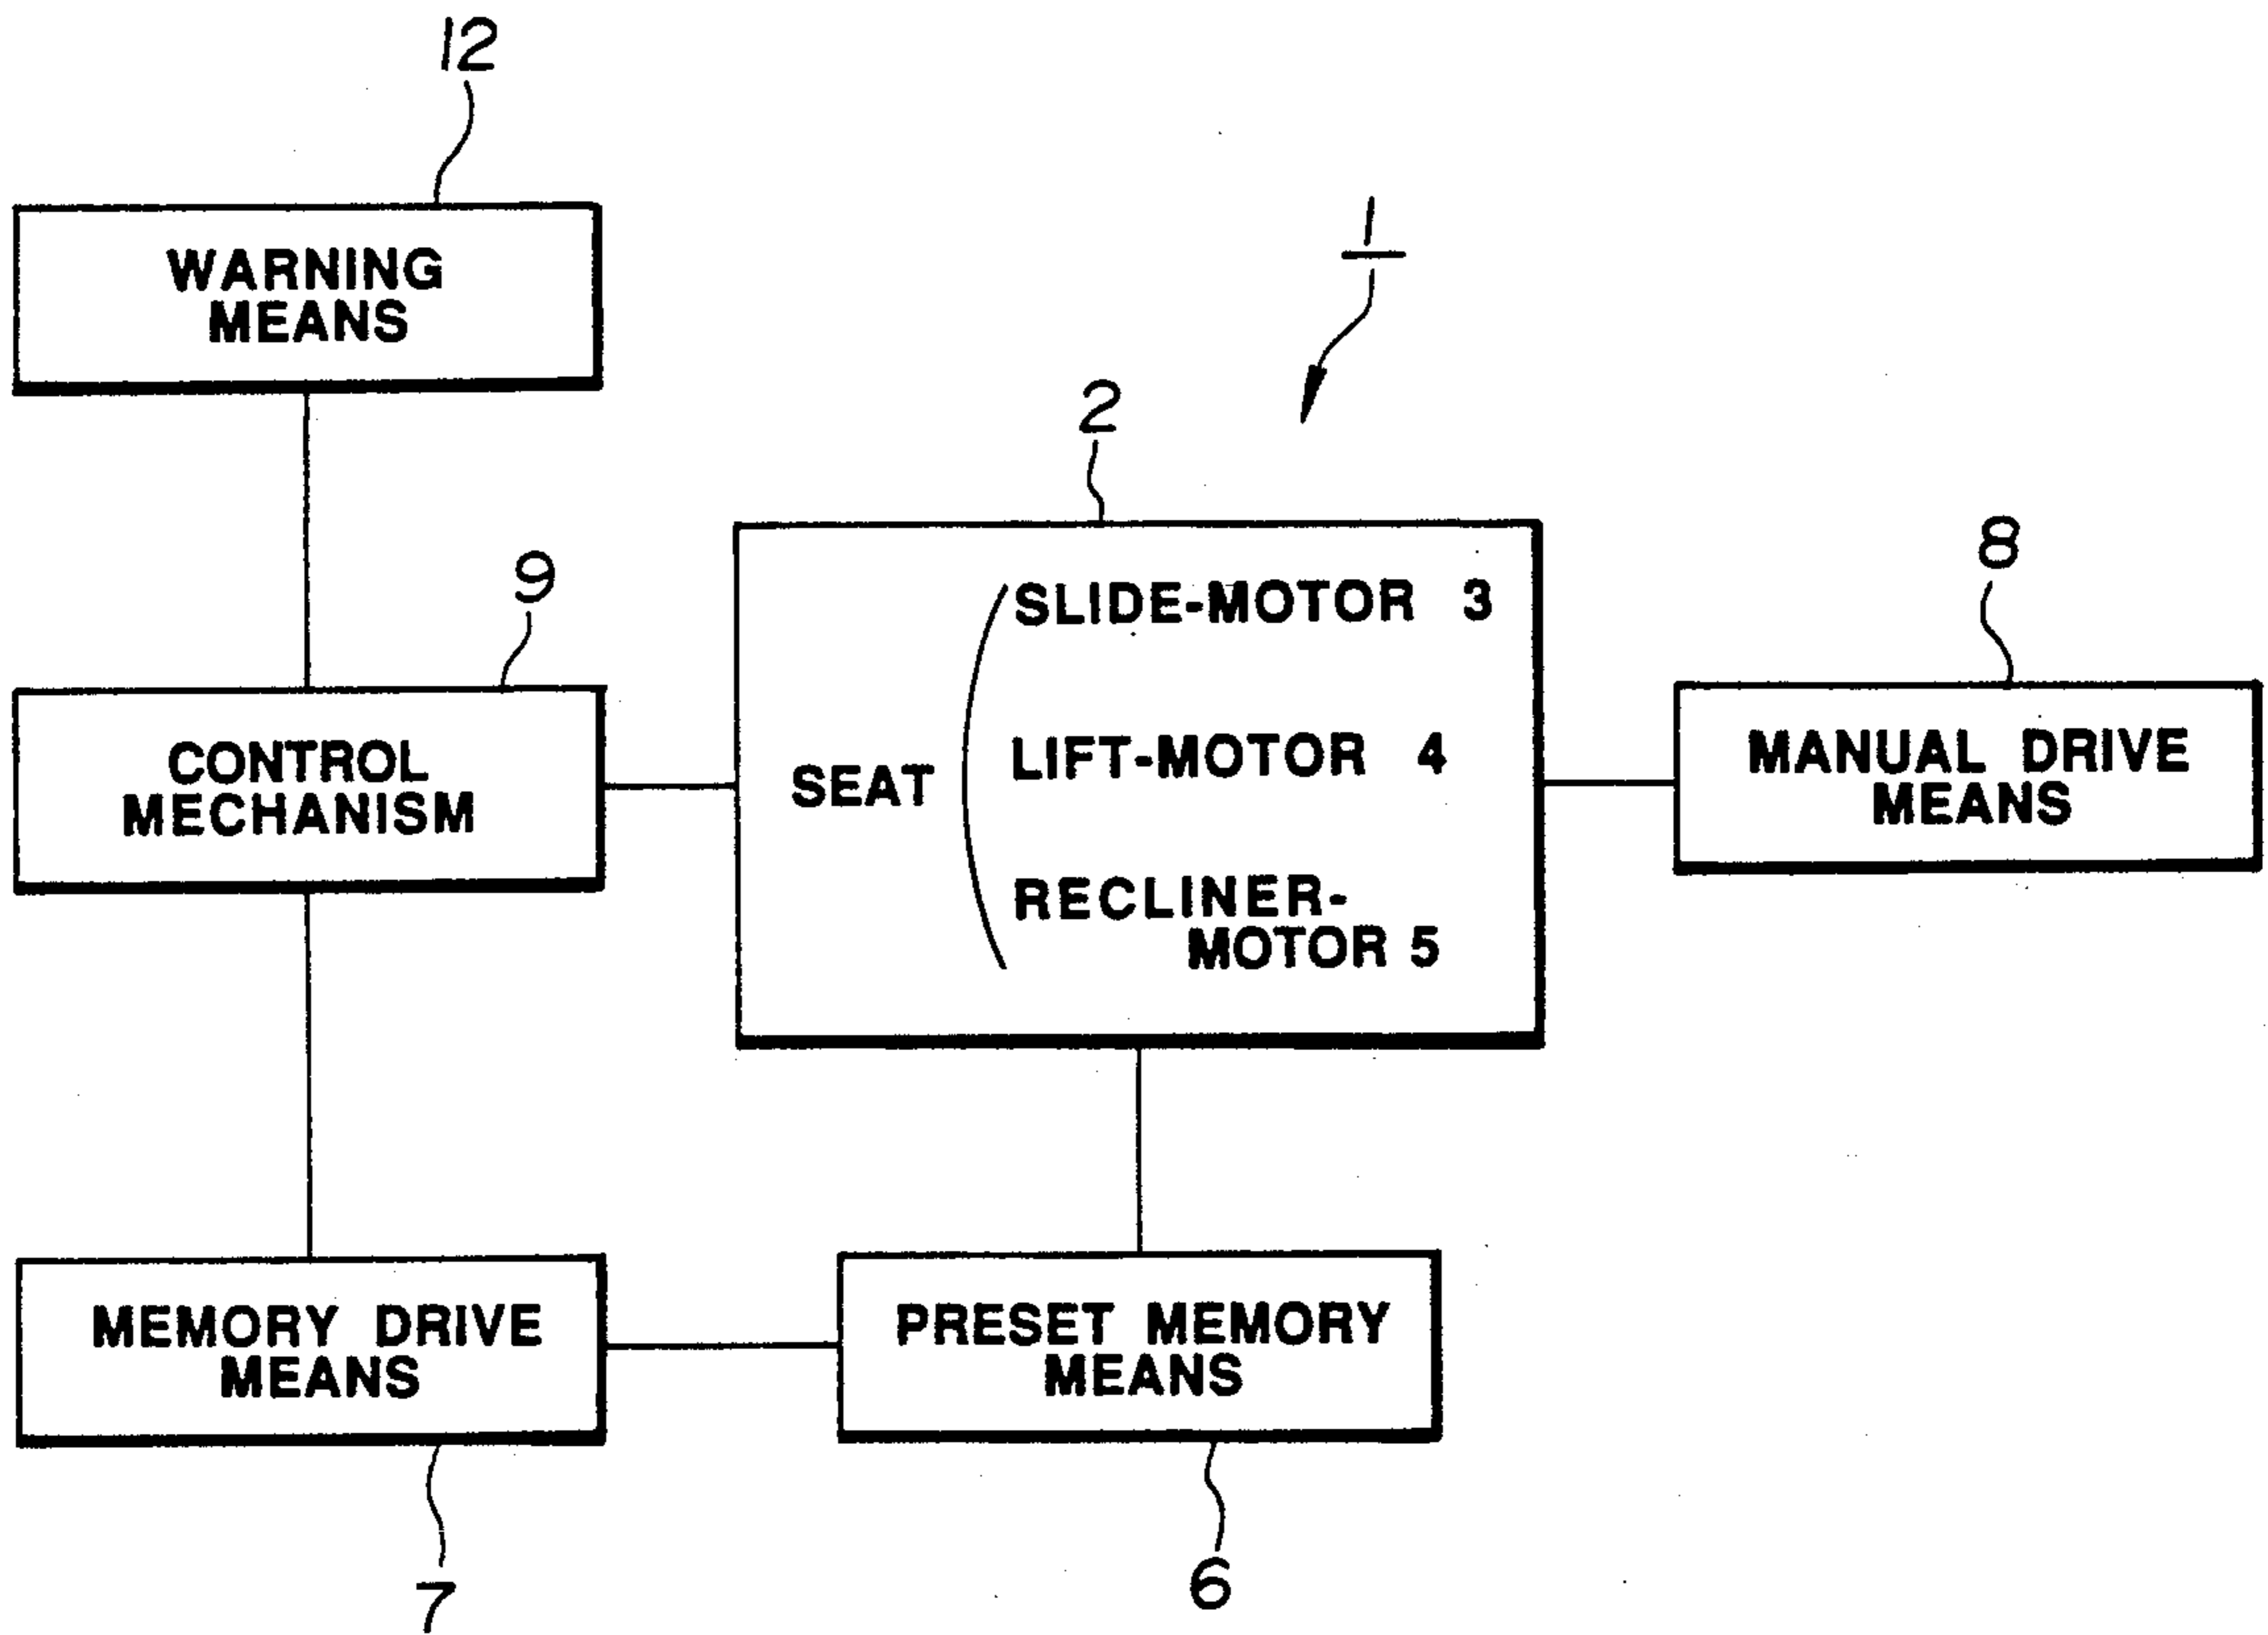 12
WARNING
MEANS
1
2
9
8
SLIDE-MOTOR 3
CONTROL
MECHANISM
SEAT
LIFT-MOTOR 4
MANUAL DRIVE
MEANS
RECLINER-
MOTOR 5
MEMORY DRIVE
MEANS
PRESET MEMORY
MEANS
7
6